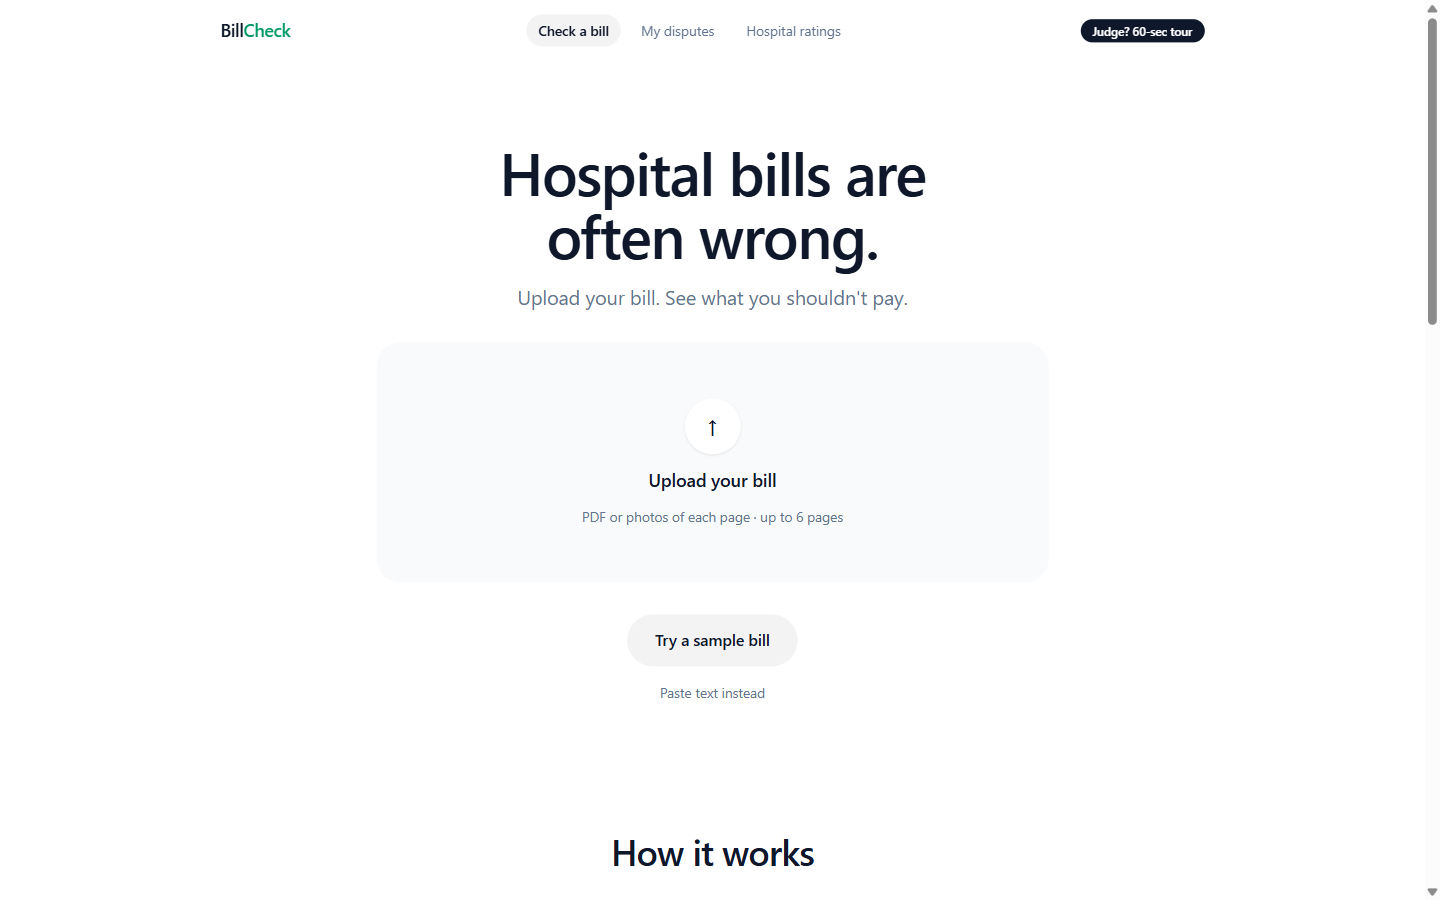 BillCheck
Check a bill
My disputes
Hospital ratings
Judge? 60-sec tour
Hospital bills are
often wrong.
Upload your bill. See what you shouldn't pay.
↑
Upload your bill
PDF or photos of each page · up to 6 pages
Try a sample bill
Paste text instead
How it works